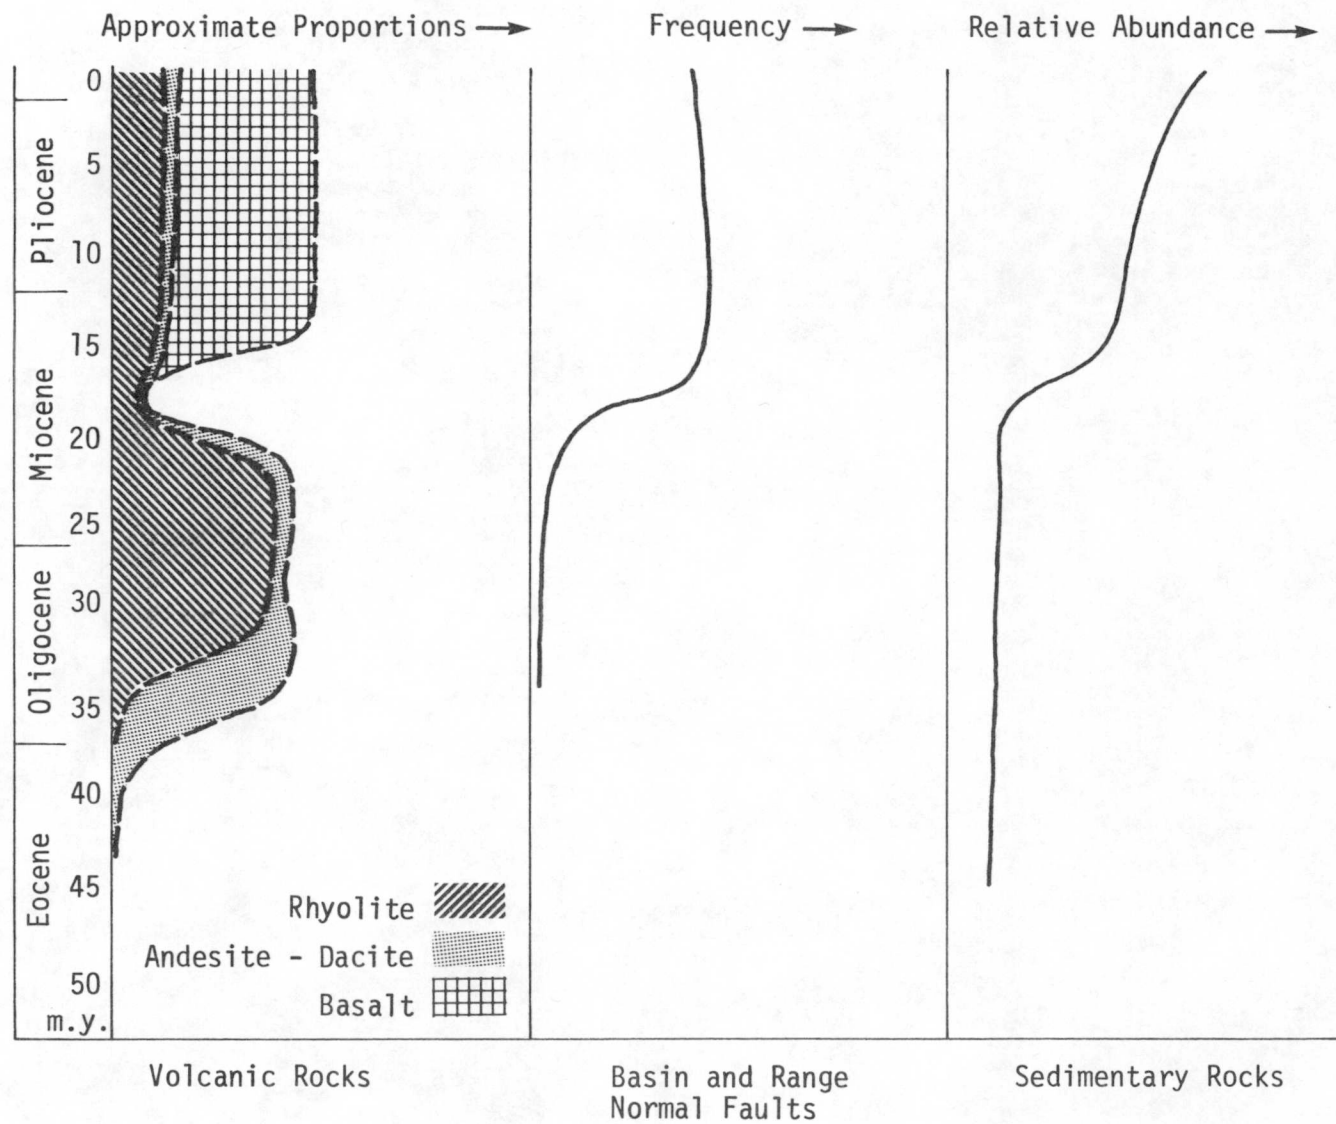 Approximate Proportions → Frequency → Relative Abundance →
0
5
10
15
20
25
30
35
40
45
50
m.y.
Pliocene
Miocene
Oligocene
Eocene
Rhyolite
Andesite - Dacite
Basalt
Volcanic Rocks
Basin and Range
Normal Faults
Sedimentary Rocks